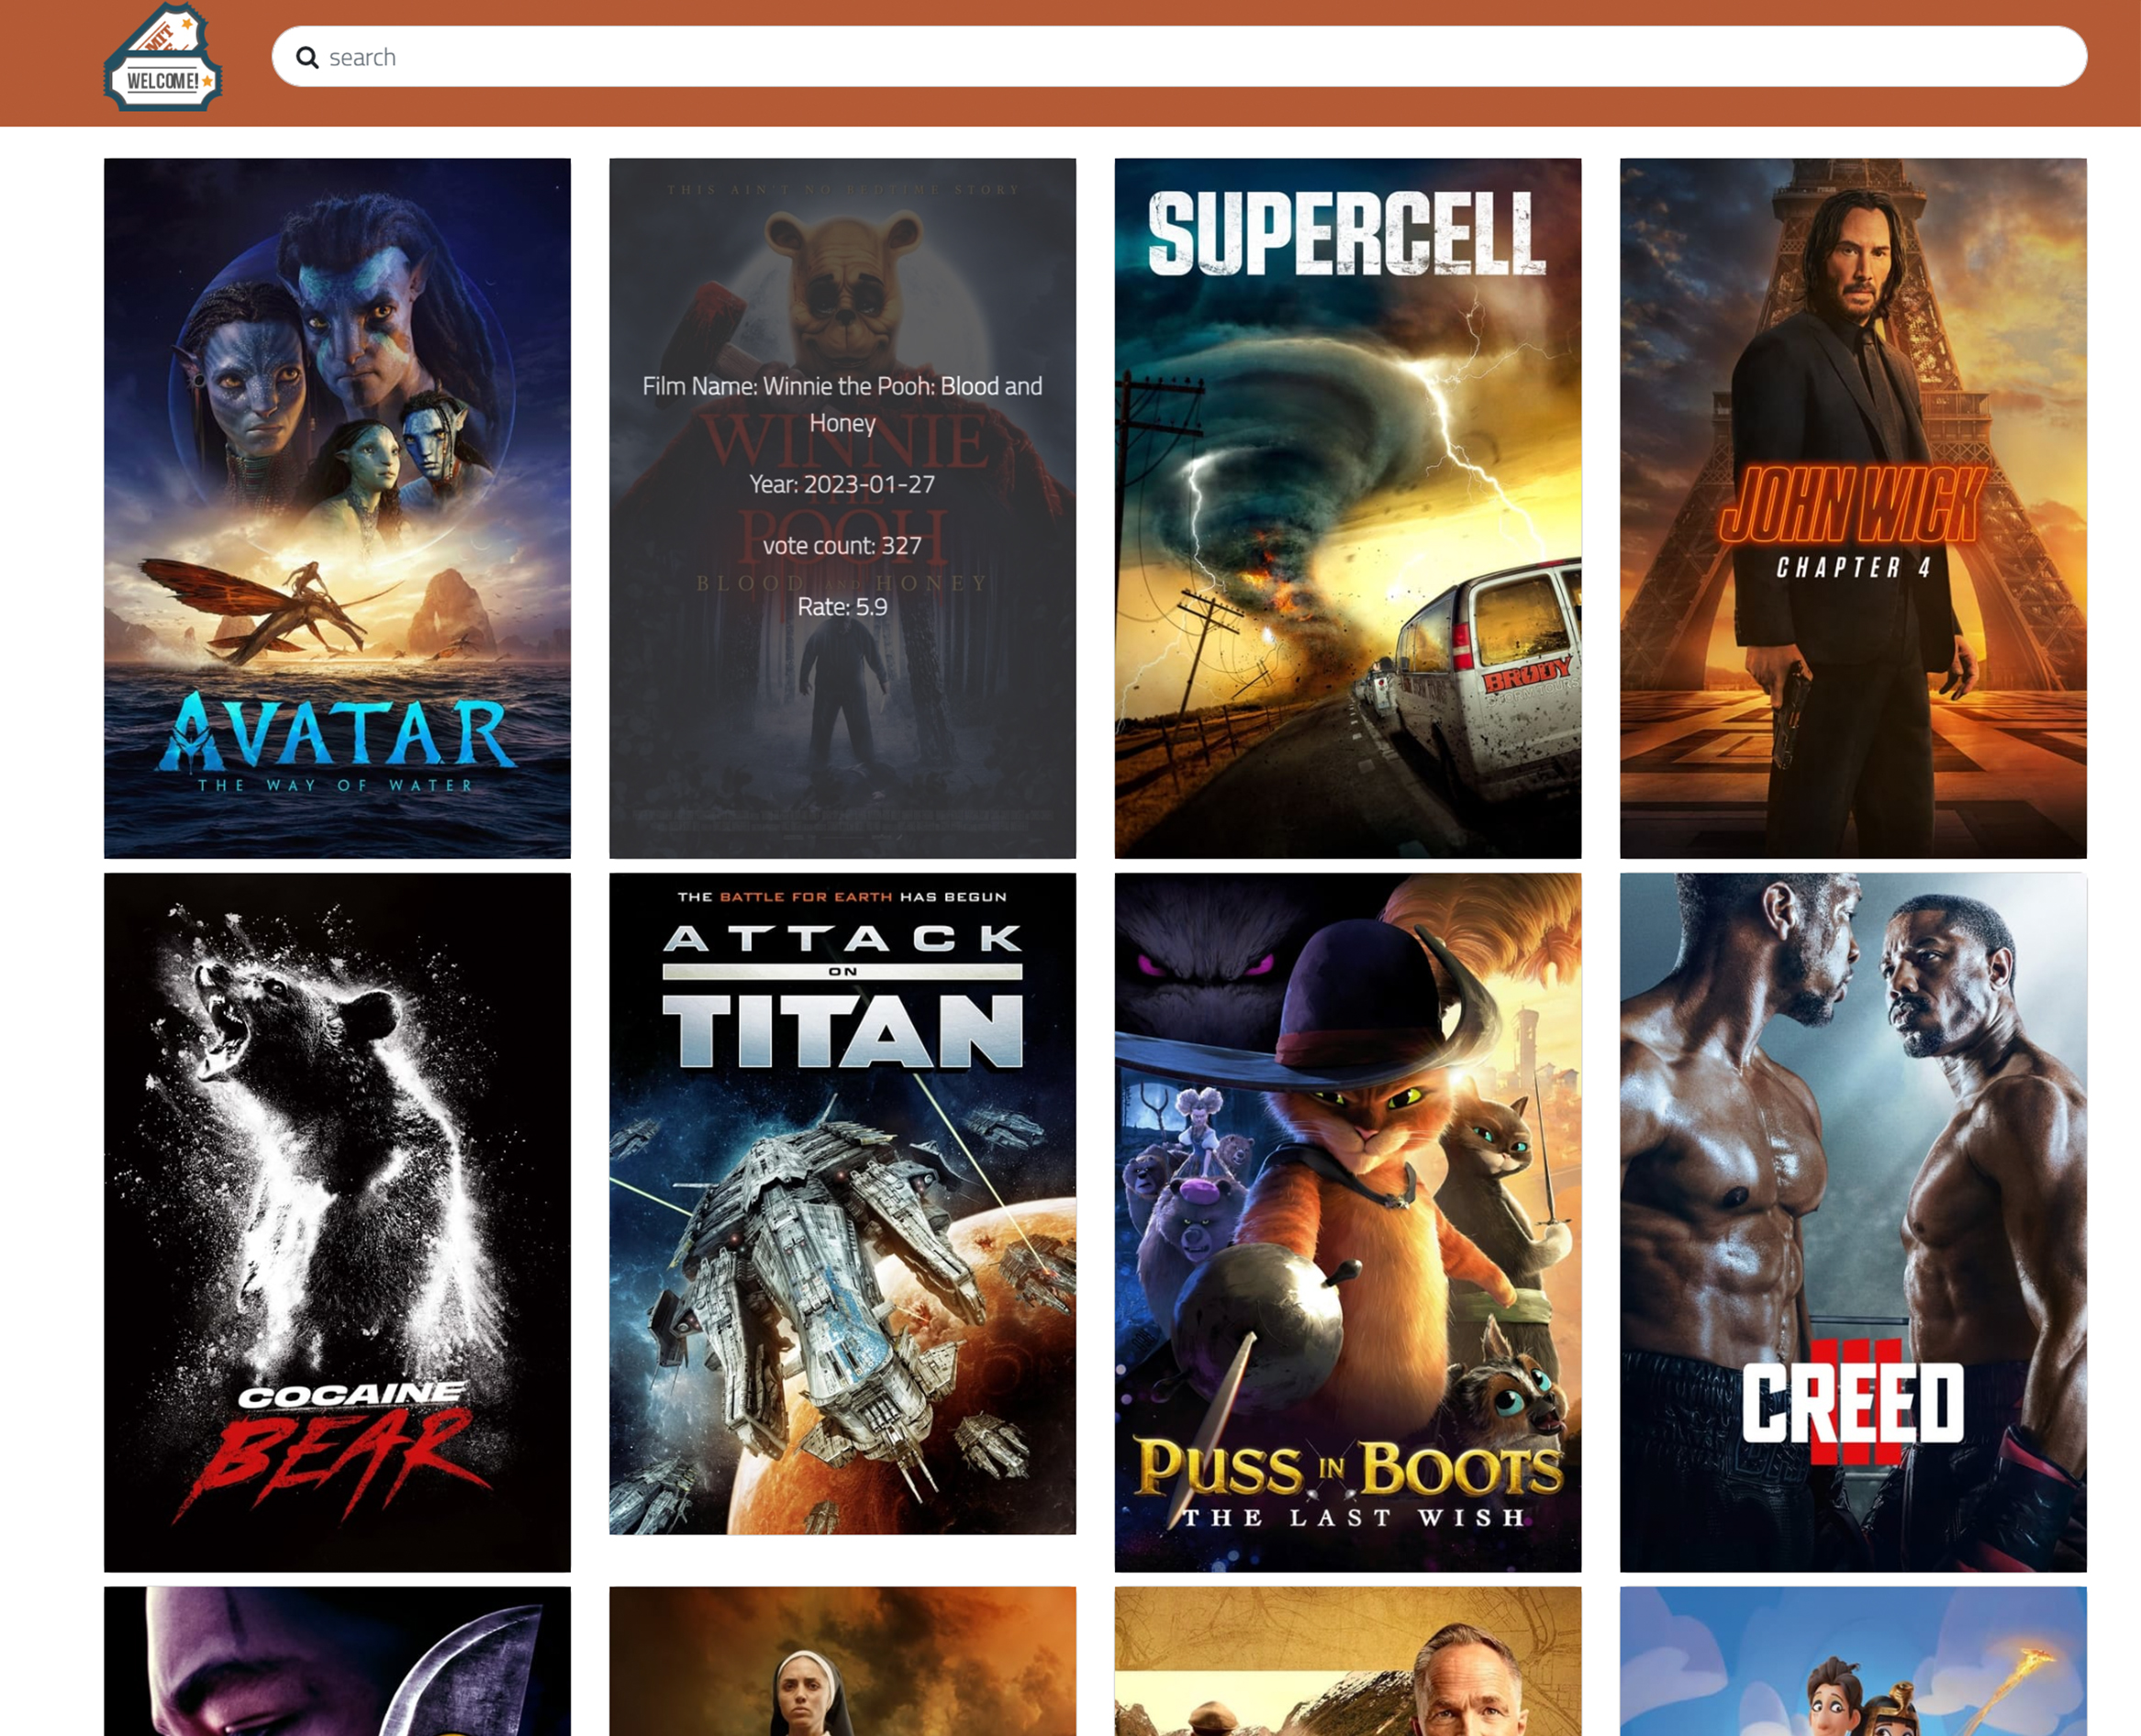 MIT
WELCOME!
search
THIS AIN'T NO BEDTIME STORY
Film Name: Winnie the Pooh: Blood and
Honey
WINNIE
Year: 2023-01-27
POOH
vote count: 327
BLOOD AND HONEY
Rate: 5.9
SUPERCELL
BRODY
JOHN WICK
CHAPTER 4
AVATAR
THE WAY OF WATER
COCAINE
BEAR
THE BATTLE FOR EARTH HAS BEGUN
ATTACK
ON
TITAN
PUSS IN BOOTS
THE LAST WISH
CREED
III